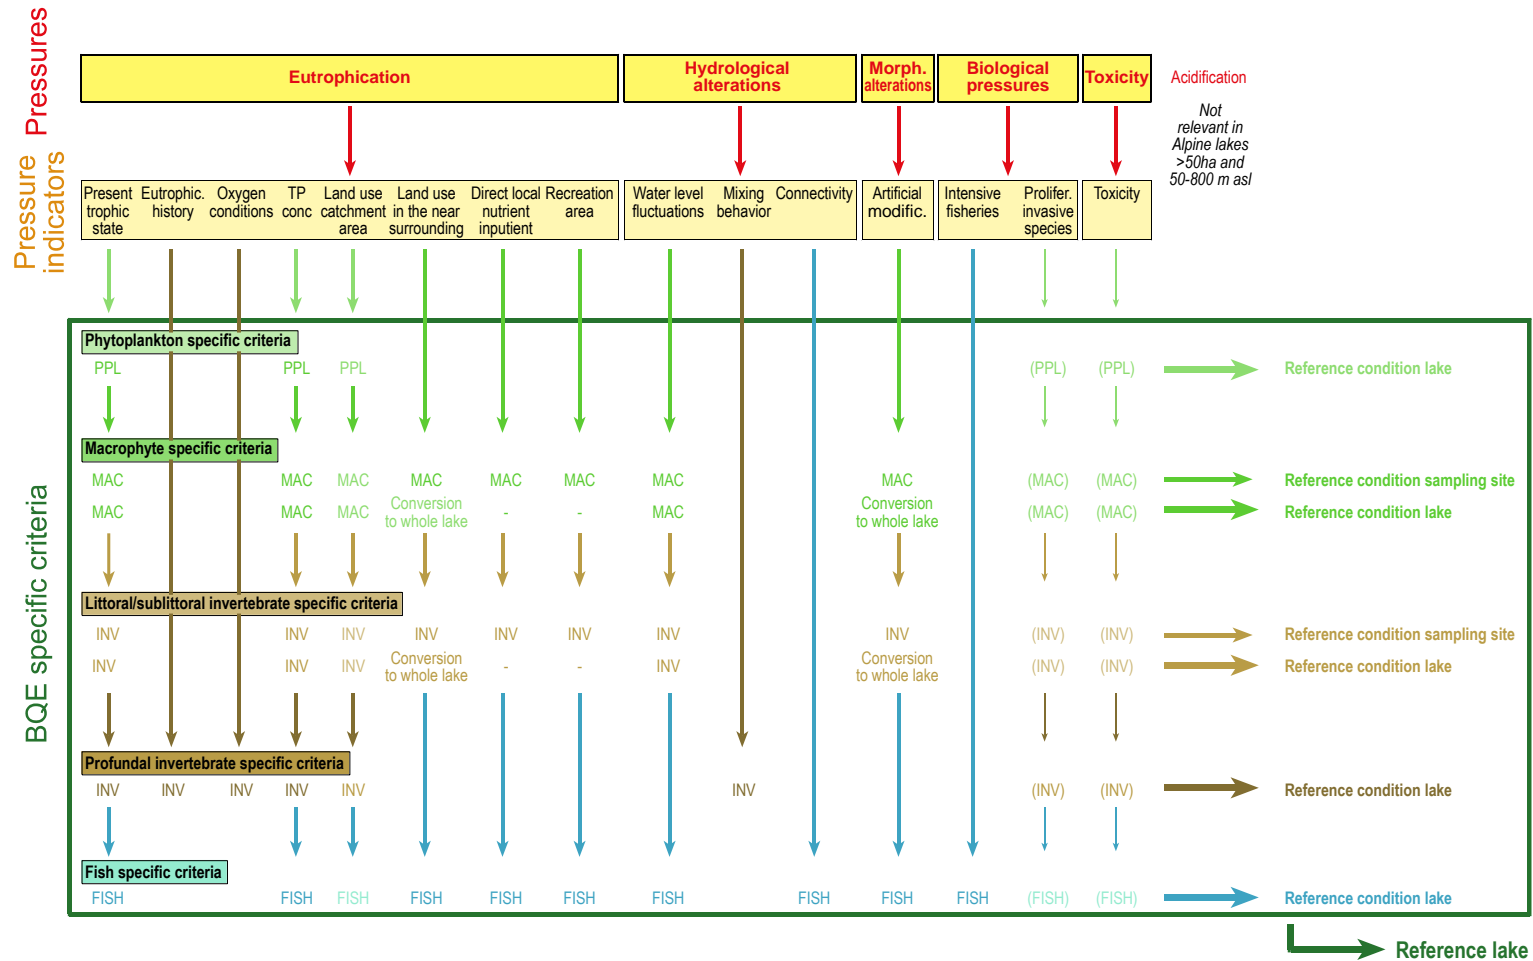 Pressures
Eutrophication
Hydrological
alterations
Morph.
alterations
Biological
pressures
Toxicity
Acidification
Not
relevant in
Alpine lakes
>50ha and
50-800 m asl
Pressure
indicators
Present
trophic
state
Eutrophic.
history
Oxygen
conditions
TP
conc
Land use
catchment
area
Land use
in the near
surrounding
Direct local
nutrient
inputient
Recreation
area
Water level
fluctuations
Mixing
behavior
Connectivity
Artificial
modific.
Intensive
fisheries
Prolifer.
invasive
species
Toxicity
BQE specific criteria
Phytoplankton specific criteria
PPL PPL PPL (PPL) (PPL) Reference condition lake
Macrophyte specific criteria
MAC MAC MAC MAC MAC MAC MAC MAC (MAC) (MAC) Reference condition sampling site
MAC MAC MAC Conversion
to whole lake - - MAC Conversion
to whole lake (MAC) (MAC) Reference condition lake
Littoral/sublittoral invertebrate specific criteria
INV INV INV INV INV INV INV INV (INV) (INV) Reference condition sampling site
INV INV INV Conversion
to whole lake - - INV Conversion
to whole lake (INV) (INV) Reference condition lake
Profundal invertebrate specific criteria
INV INV INV INV INV INV (INV) (INV) Reference condition lake
Fish specific criteria
FISH FISH FISH FISH FISH FISH FISH FISH FISH FISH (FISH) (FISH) Reference condition lake
Reference lake